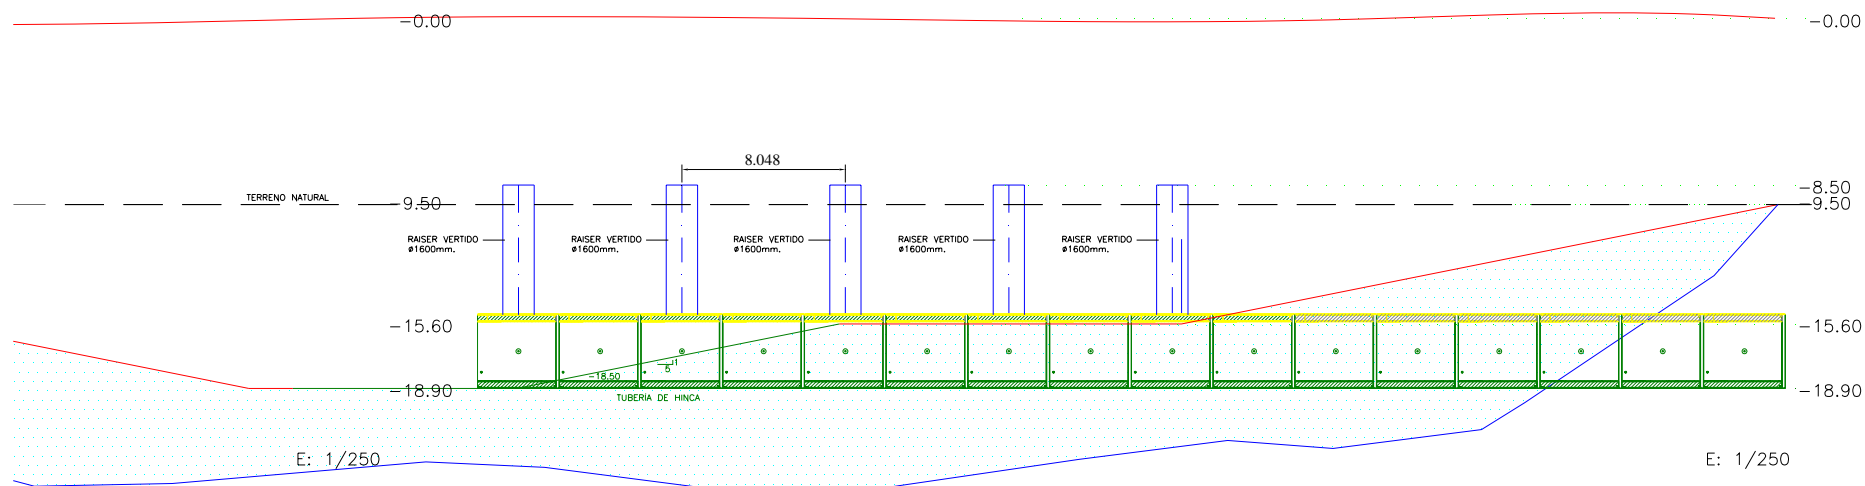 -0.00
-0.00
8.048
TERRENO NATURAL
-9.50
-8.50
-9.50
RAISER VERTIDO
ø1600mm.
RAISER VERTIDO
ø1600mm.
RAISER VERTIDO
ø1600mm.
RAISER VERTIDO
ø1600mm.
RAISER VERTIDO
ø1600mm.
-15.60
-15.60
1
5
-18.50
-18.90
-18.90
TUBERÍA DE HINCA
E: 1/250
E: 1/250